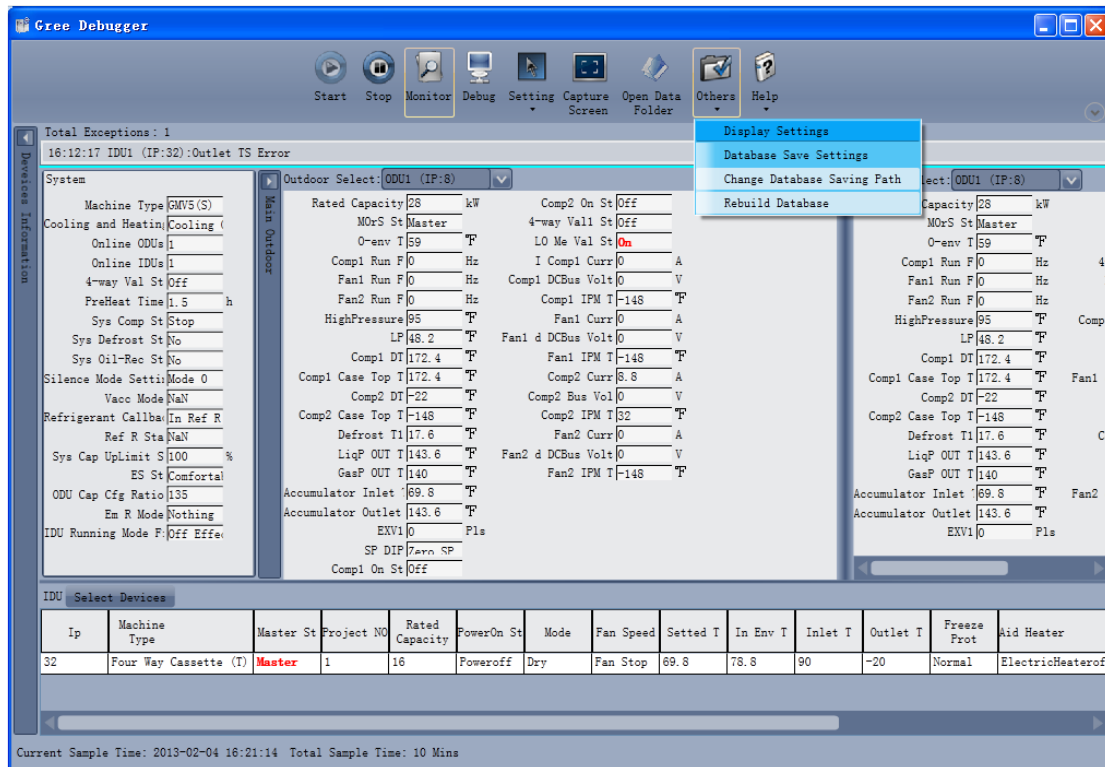 Gree Debugger
Start Stop Monitor Debug Setting Capture Screen Open Data Folder Others Help
Display Settings
Database Save Settings
Change Database Saving Path
Rebuild Database
Total Exceptions: 1
16:12:17 IDU1 (IP:32):Outlet TS Error
Deveices Information
System
Machine Type GMV5(S)
Cooling and Heatin Cooling (
Online ODUs 1
Online IDUs 1
4-way Val St Off
PreHeat Time 1.5 h
Sys Comp St Stop
Sys Defrost St No
Sys Oil-Rec St No
Silence Mode Setti Mode 0
Vacc Mode NaN
Refrigerant Callba In Ref R
Ref R Sta NaN
Sys Cap UpLimit S 100 %
ES St Comfortal
ODU Cap Cfg Ratio 135
Em R Mode Nothing
IDU Running Mode F: Off Effe
Main Outdoor
Outdoor Select: ODU1 (IP:8)
Rated Capacity 28 kW
MOrS St Master
O-env T 59 ℉
Comp1 Run F 0 Hz
Fan1 Run F 0 Hz
Fan2 Run F 0 Hz
HighPressure 95 ℉
LP 48.2 ℉
Comp1 DT 172.4 ℉
Comp1 Case Top T 172.4 ℉
Comp2 DT -22 ℉
Comp2 Case Top T -148 ℉
Defrost T1 17.6 ℉
LiqP OUT T 143.6 ℉
GasP OUT T 140 ℉
Accumulator Inlet 69.8 ℉
Accumulator Outlet 143.6 ℉
EXV1 0 Pls
SP DIP Zero SP
Comp1 On St Off
Comp2 On St Off
4-way Val1 St Off
LO Me Val St On
I Comp1 Curr 0 A
Comp1 DCBus Volt 0 V
Comp1 IPM T -148 ℉
Fan1 Curr 0 A
Fan1 d DCBus Volt 0 V
Fan1 IPM T -148 ℉
Comp2 Curr 8.8 A
Comp2 Bus Vol 0 V
Comp2 IPM T 32 ℉
Fan2 Curr 0 A
Fan2 d DCBus Volt 0 V
Fan2 IPM T -148 ℉
ect: ODU1 (IP:8)
Capacity 28 kW
MOrS St Master
O-env T 59 ℉
Comp1 Run F 0 Hz 4
Fan1 Run F 0 Hz
Fan2 Run F 0 Hz
HighPressure 95 ℉ Comp
LP 48.2 ℉
Comp1 DT 172.4 ℉
Comp1 Case Top T 172.4 ℉ Fan1
Comp2 DT -22 ℉
Comp2 Case Top T -148 ℉
Defrost T1 17.6 ℉ C
LiqP OUT T 143.6 ℉
GasP OUT T 140 ℉
Accumulator Inlet 69.8 ℉ Fan2
Accumulator Outlet 143.6 ℉
EXV1 0 Pls
IDU Select Devices
Ip Machine Type Master St Project NO Rated Capacity PowerOn St Mode Fan Speed Setted T In Env T Inlet T Outlet T Freeze Prot Aid Heater
32 Four Way Cassette (T) Master 1 16 Poweroff Dry Fan Stop 69.8 78.8 90 -20 Normal ElectricHeaterof
Current Sample Time: 2013-02-04 16:21:14 Total Sample Time: 10 Mins